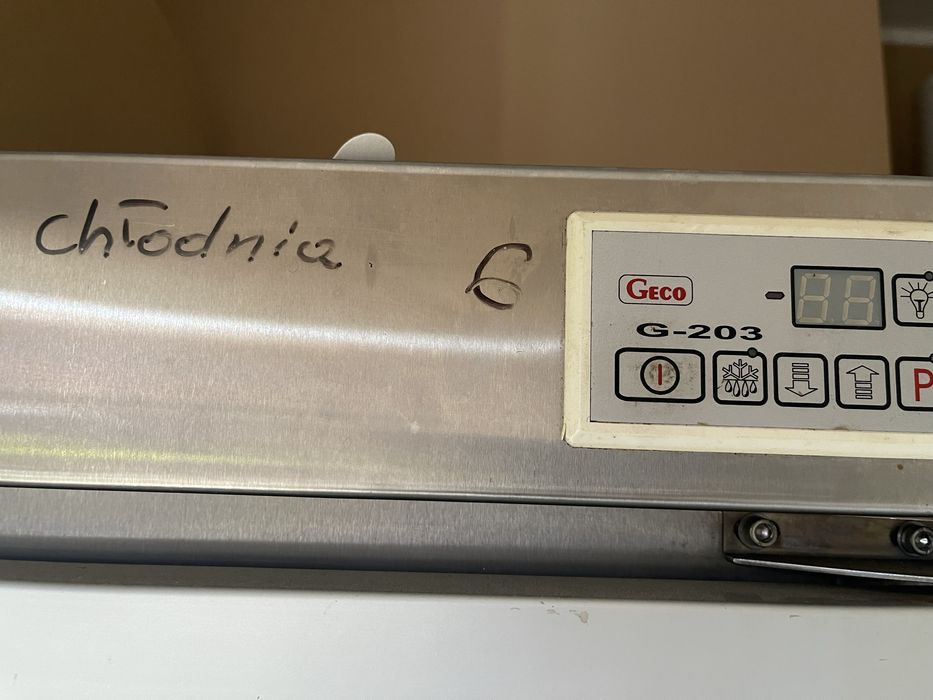 chłodnia 6
GECO
G-203
P